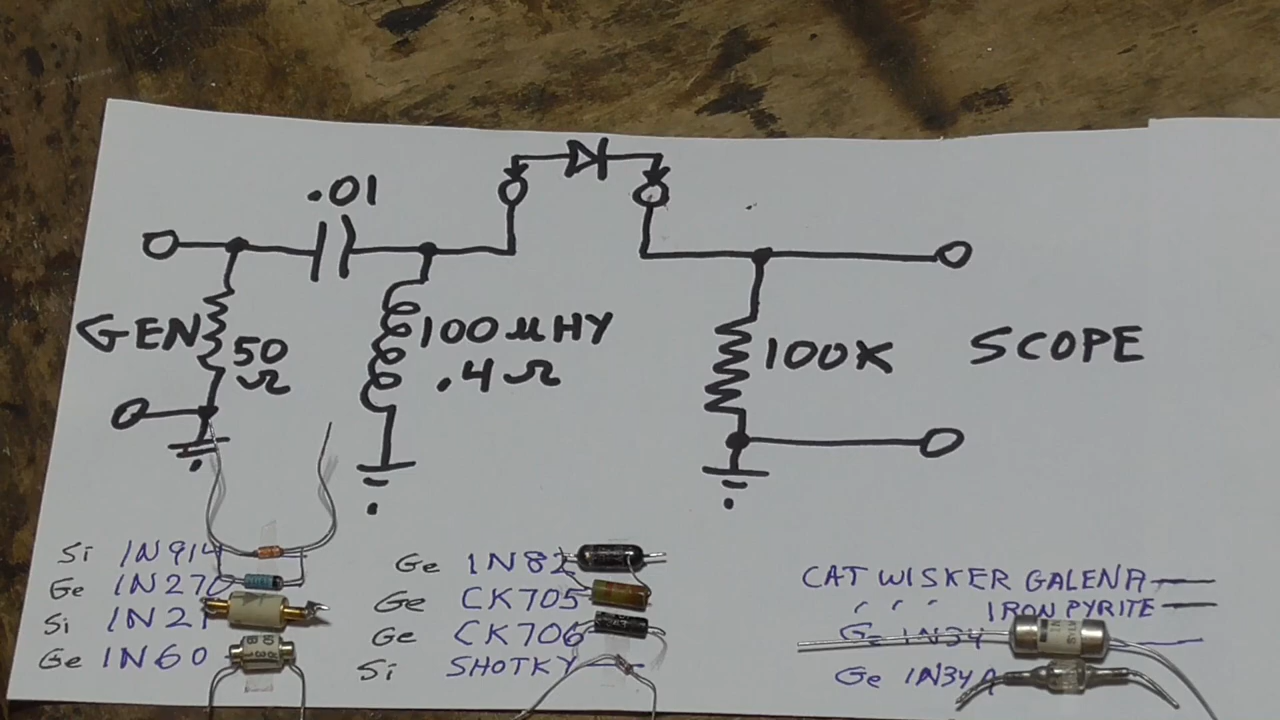 .01
GEN
50
Ω
100 µHY
.4Ω
100K
SCOPE
Si 1N914
Ge 1N270
Si 1N21
Ge 1N60
Ge 1N82
Ge CK705
Ge CK706
Si SHOTKY
CAT WISKER GALENA
" " " IRON PYRITE
Ge 1N34
Ge 1N34A